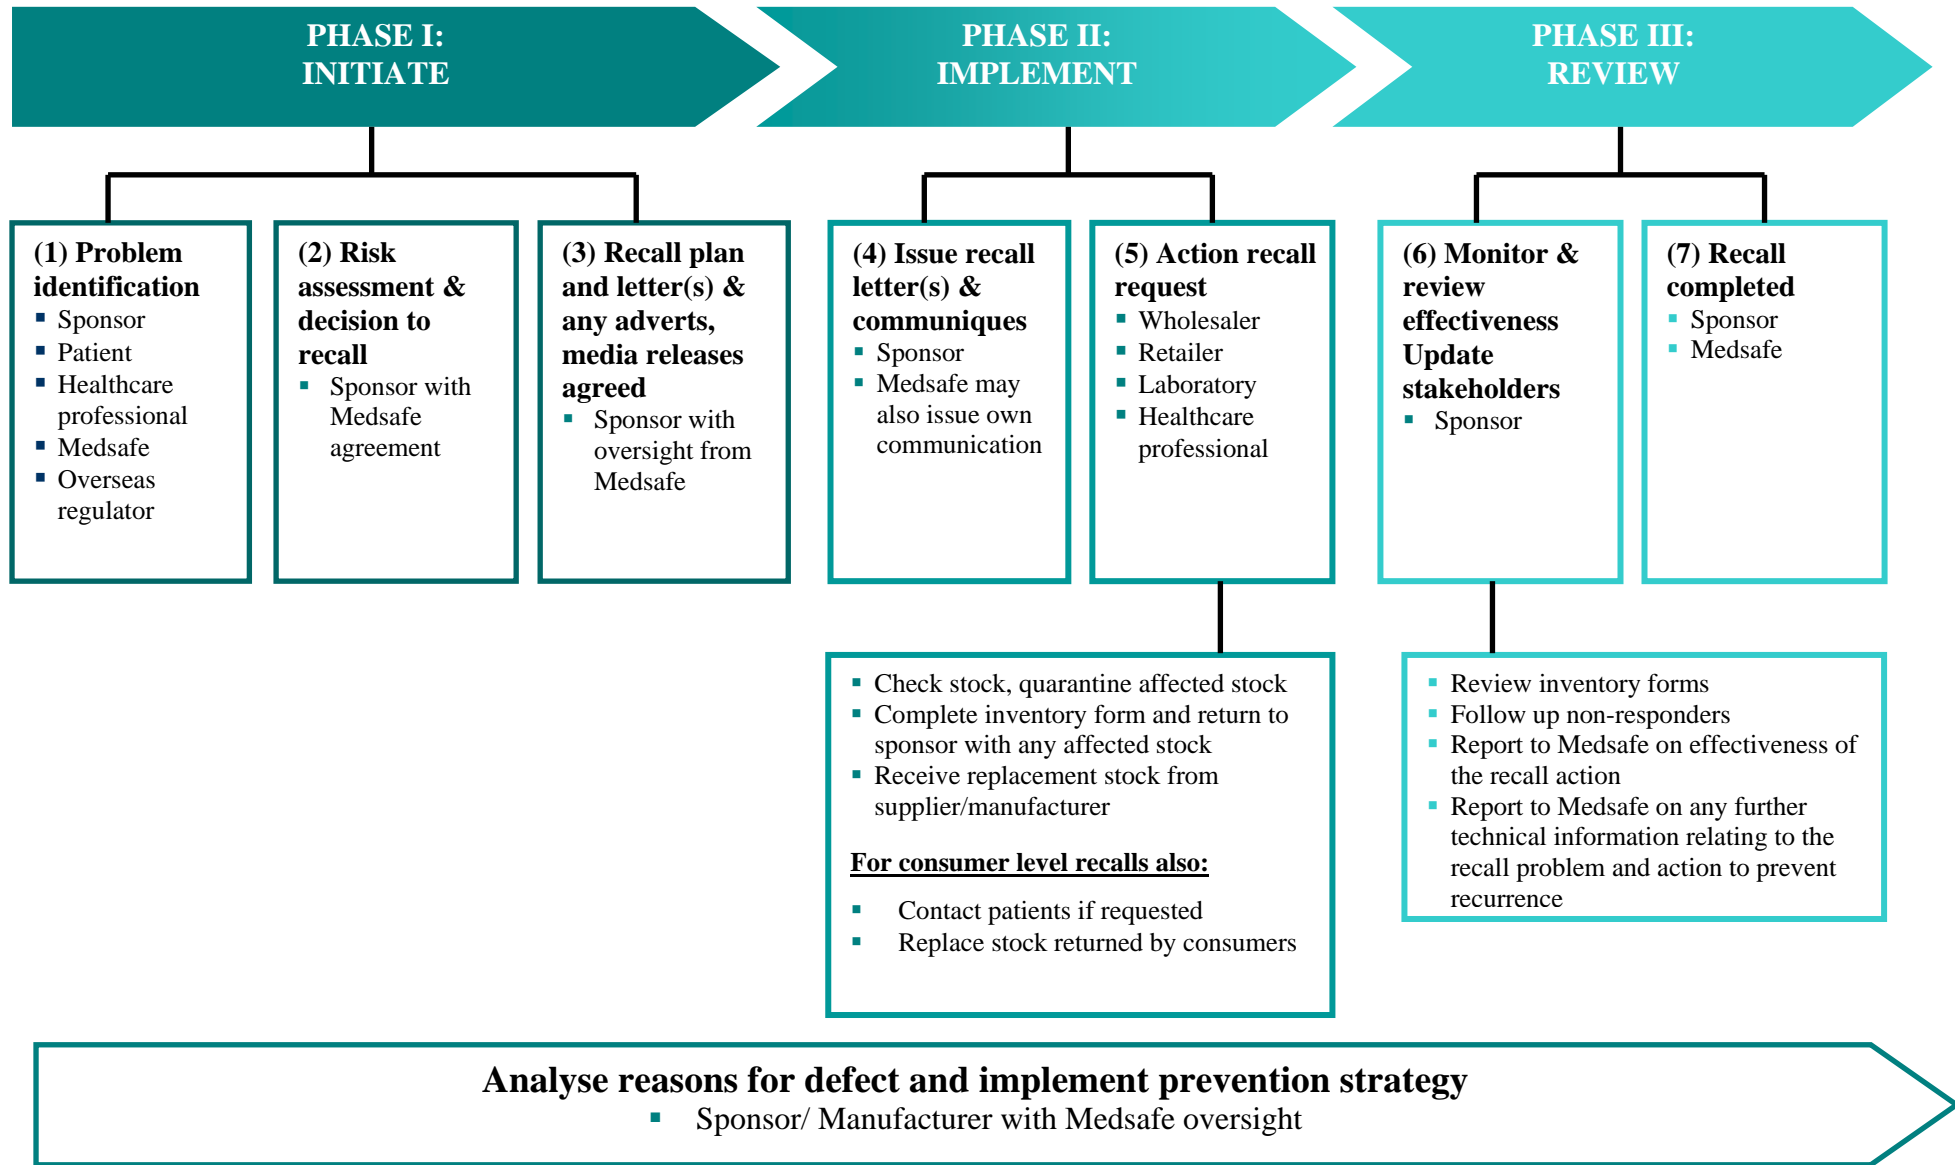 PHASE I:
INITIATE
PHASE II:
IMPLEMENT
PHASE III:
REVIEW
(1) Problem
identification
▪ Sponsor
▪ Patient
▪ Healthcare
professional
▪ Medsafe
▪ Overseas
regulator
(2) Risk
assessment &
decision to
recall
▪ Sponsor with
Medsafe
agreement
(3) Recall plan
and letter(s) &
any adverts,
media releases
agreed
▪ Sponsor with
oversight from
Medsafe
(4) Issue recall
letter(s) &
communiques
▪ Sponsor
▪ Medsafe may
also issue own
communication
(5) Action recall
request
▪ Wholesaler
▪ Retailer
▪ Laboratory
▪ Healthcare
professional
(6) Monitor &
review
effectiveness
Update
stakeholders
▪ Sponsor
(7) Recall
completed
▪ Sponsor
▪ Medsafe
▪ Check stock, quarantine affected stock
▪ Complete inventory form and return to
sponsor with any affected stock
▪ Receive replacement stock from
supplier/manufacturer
For consumer level recalls also:
▪ Contact patients if requested
▪ Replace stock returned by consumers
▪ Review inventory forms
▪ Follow up non-responders
▪ Report to Medsafe on effectiveness of
the recall action
▪ Report to Medsafe on any further
technical information relating to the
recall problem and action to prevent
recurrence
Analyse reasons for defect and implement prevention strategy
▪ Sponsor/ Manufacturer with Medsafe oversight